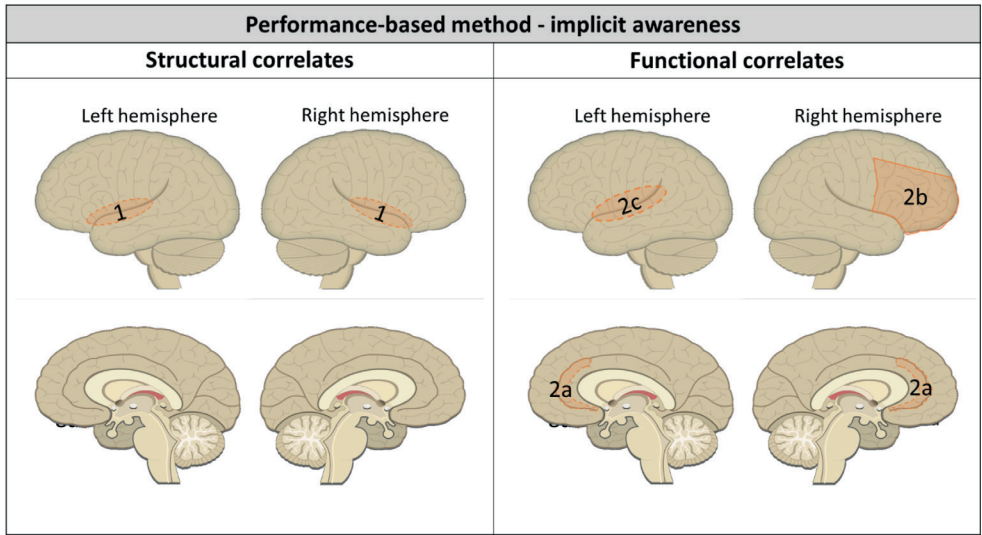 Performance-based method - implicit awareness
Structural correlates
Functional correlates
Left hemisphere
Right hemisphere
Left hemisphere
Right hemisphere
1
1
2c
2b
2a
2a